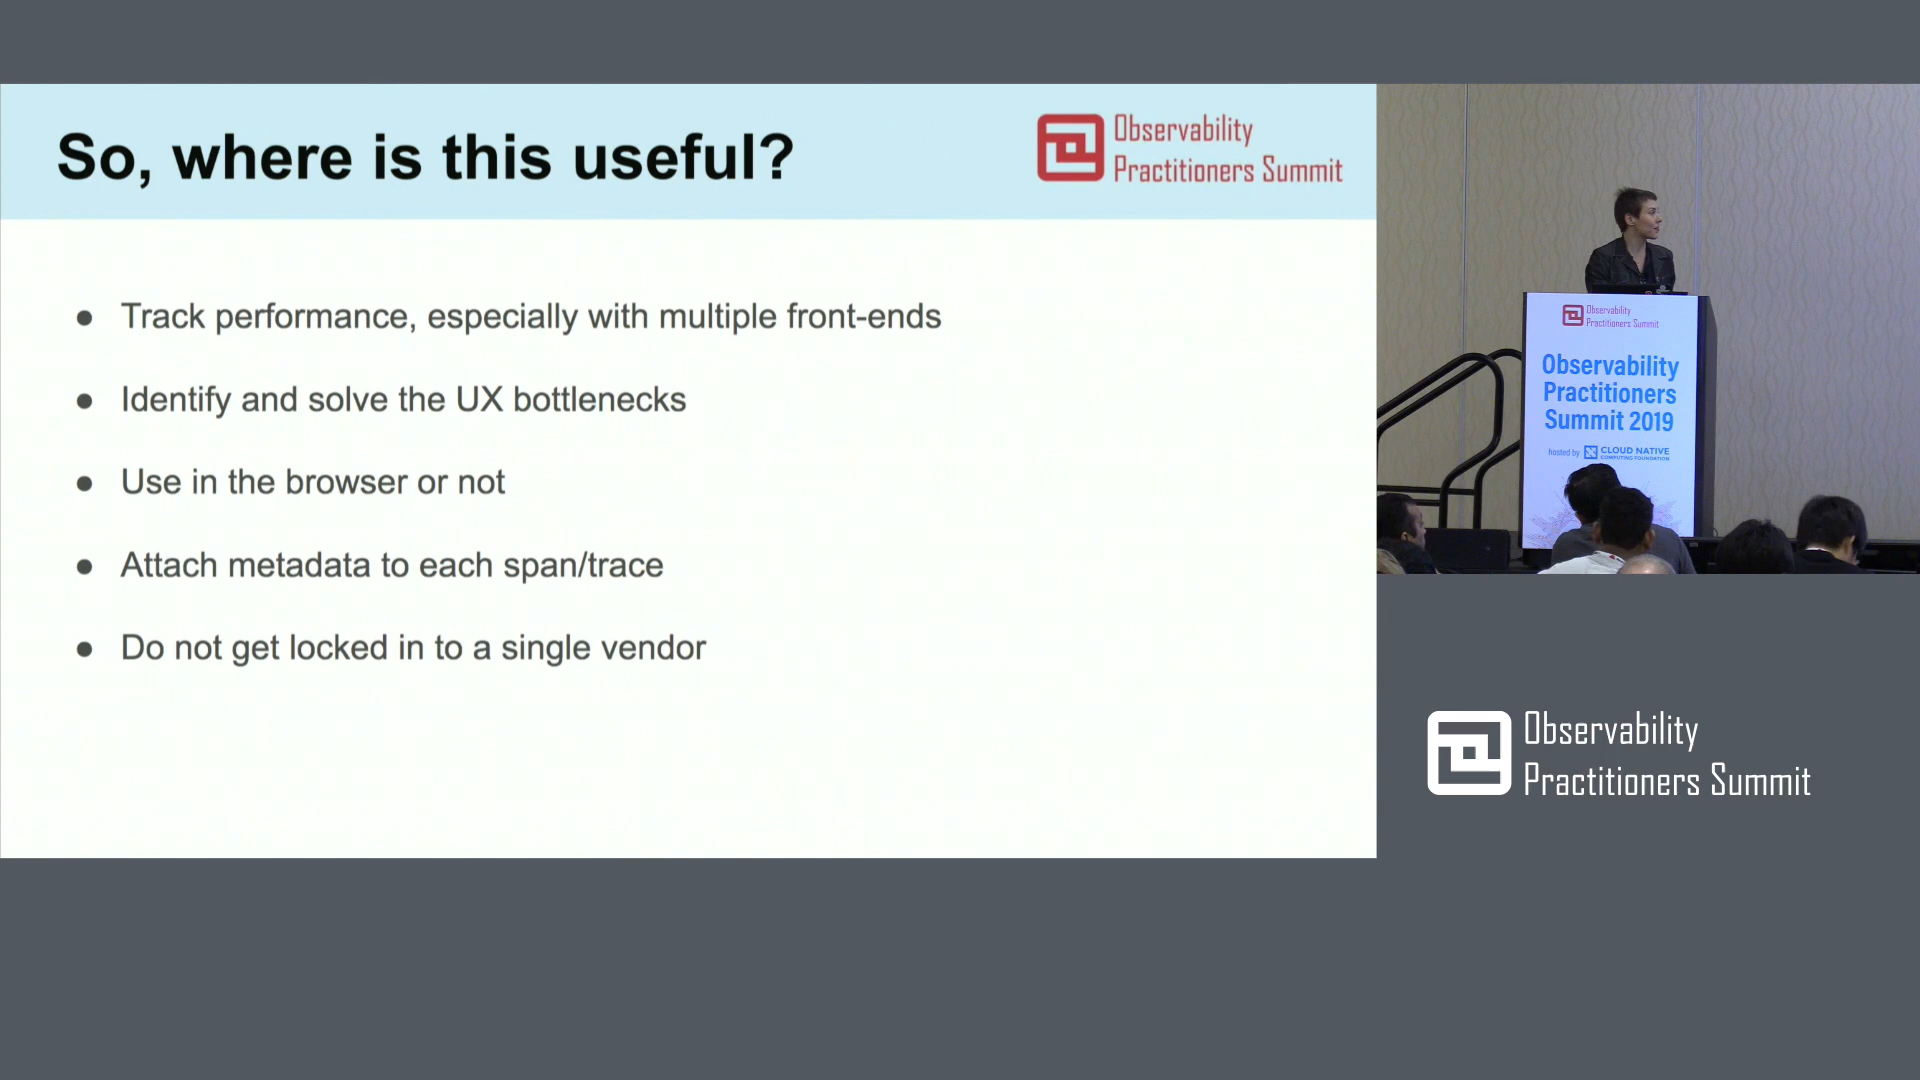 So, where is this useful?
Observability
Practitioners Summit
● Track performance, especially with multiple front-ends
● Identify and solve the UX bottlenecks
● Use in the browser or not
● Attach metadata to each span/trace
● Do not get locked in to a single vendor
Observability
Practitioners Summit
Observability
Practitioners
Summit 2019
hosted by CLOUD NATIVE
COMPUTING FOUNDATION
Observability
Practitioners Summit